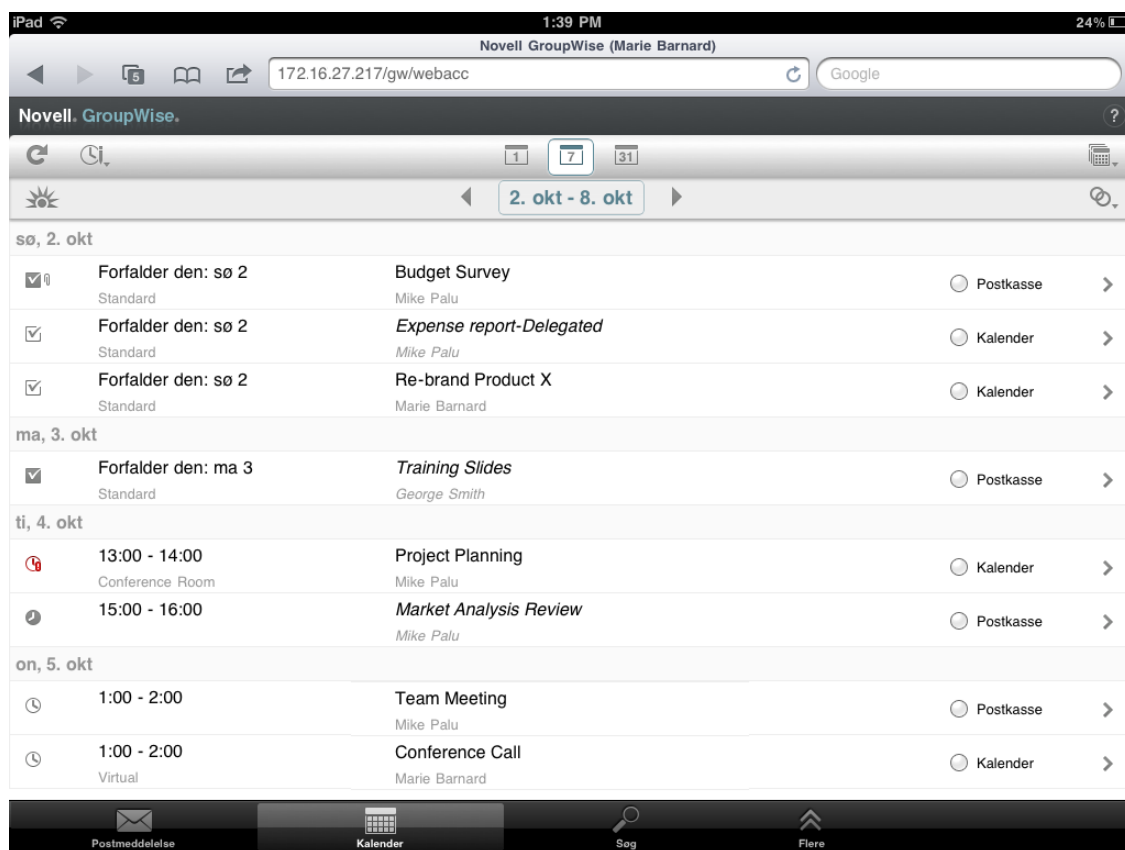 iPad 1:39 PM 24%
Novell GroupWise (Marie Barnard)
5 172.16.27.217/gw/webacc Google
Novell. GroupWise. ?
1 7 31
2. okt - 8. okt
sø, 2. okt
Forfalder den: sø 2 Budget Survey
Standard Mike Palu
Postkasse
Forfalder den: sø 2 Expense report-Delegated
Standard Mike Palu
Kalender
Forfalder den: sø 2 Re-brand Product X
Standard Marie Barnard
Kalender
ma, 3. okt
Forfalder den: ma 3 Training Slides
Standard George Smith
Postkasse
ti, 4. okt
13:00 - 14:00 Project Planning
Conference Room Mike Palu
Kalender
15:00 - 16:00 Market Analysis Review
Mike Palu
Postkasse
on, 5. okt
1:00 - 2:00 Team Meeting
Mike Palu
Postkasse
1:00 - 2:00 Conference Call
Virtual Marie Barnard
Kalender
Postmeddelelse Kalender Søg Flere